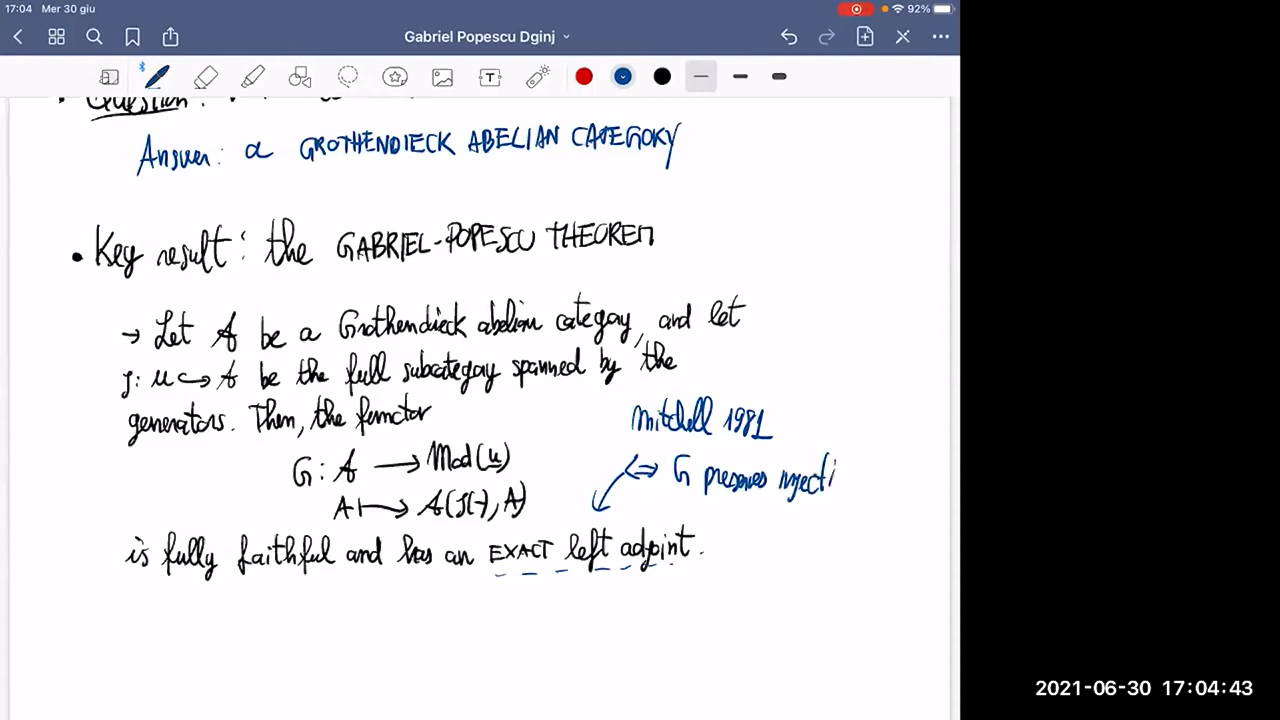 17:04 Mer 30 giu
92%
Gabriel Popescu Dginj
Question:
Answer: a GROTHENDIECK ABELIAN CATEGORY
• Key result: the GABRIEL-POPESCU THEOREM
→ Let A be a Grothendieck abelian category, and let
j: u ↪ A be the full subcategory spanned by the
generators. Then, the functor
Mitchell 1981
G: A → Mod(u)
⇔ G preserves injecti
A ↦ A(j(-), A)
is fully faithful and has an EXACT left adjoint.
2021-06-30 17:04:43